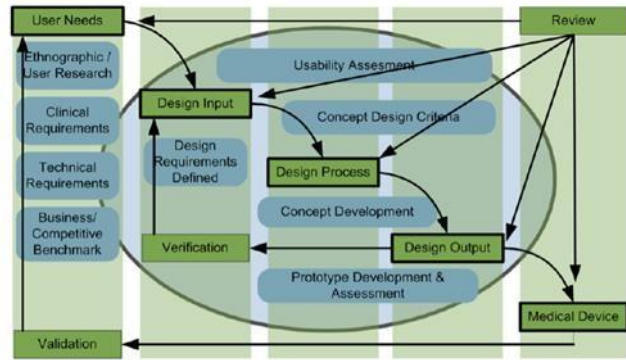 User Needs
Review
Ethnographic /
User Research
Usability Assesment
Design Input
Clinical
Requirements
Concept Design Criteria
Design
Requirements
Defined
Technical
Requirements
Design Process
Business/
Competitive
Benchmark
Concept Development
Verification
Design Output
Prototype Development &
Assessment
Medical Device
Validation